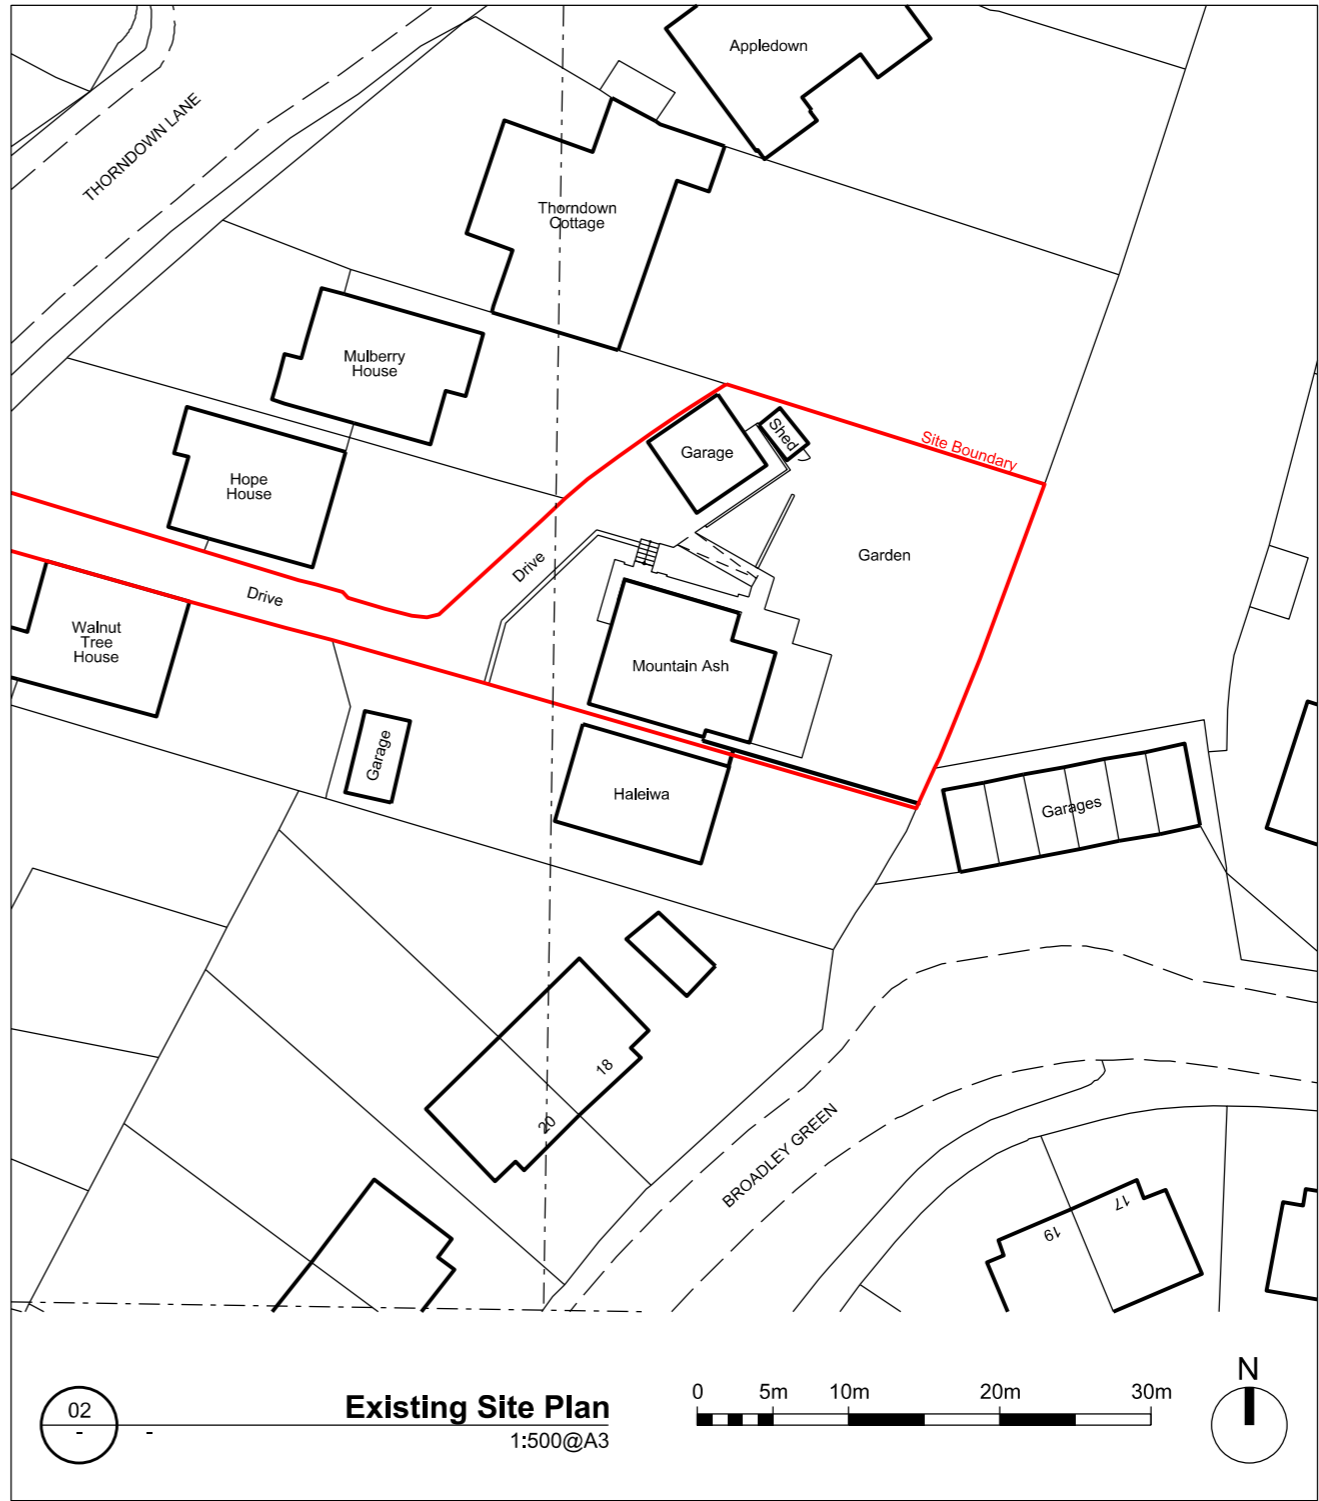 Appledown
THORNDOWN LANE
Thorndown
Cottage
Mulberry
House
Site Boundary
Shed
Garage
Hope
House
Garden
Drive
Drive
Walnut
Tree
House
Mountain Ash
Garage
Haleiwa
Garages
18
20
BROADLEY GREEN
17
19
02
-
-
Existing Site Plan
1:500@A3
0 5m 10m 20m 30m
N